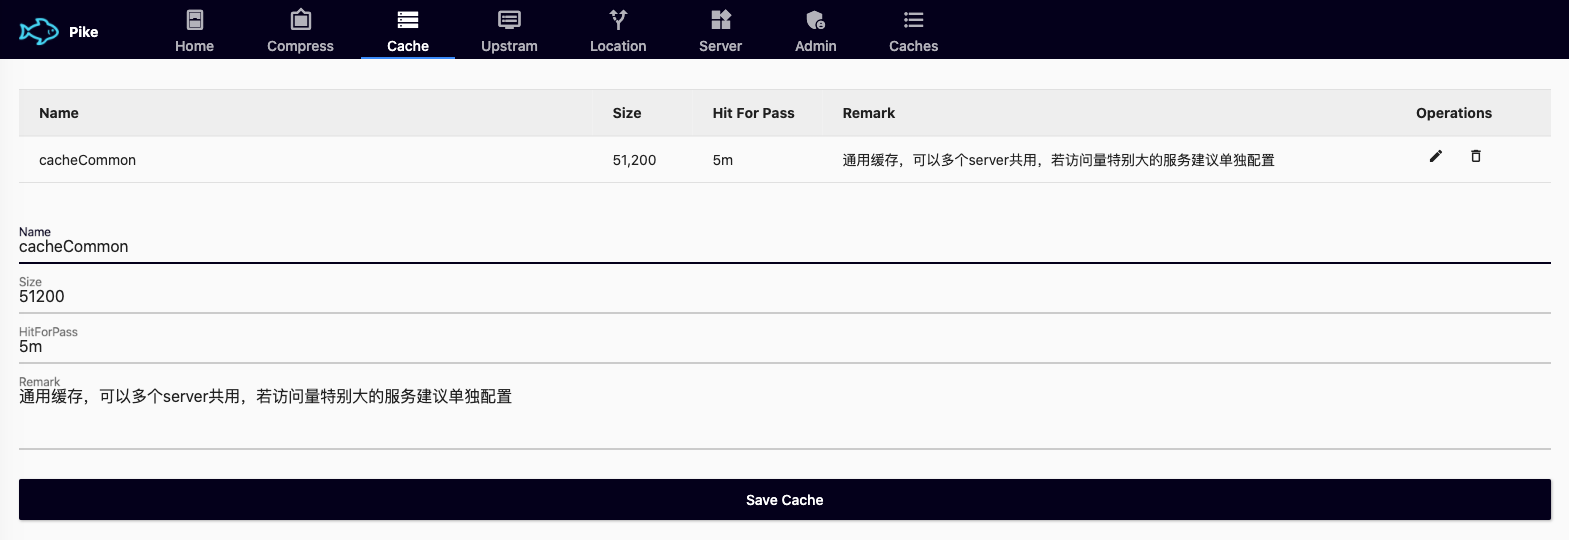 Pike
Home
Compress
Cache
Upstram
Location
Server
Admin
Caches
Name Size Hit For Pass Remark Operations
cacheCommon 51,200 5m 通用缓存，可以多个server共用，若访问量特别大的服务建议单独配置
Name
cacheCommon
Size
51200
HitForPass
5m
Remark
通用缓存，可以多个server共用，若访问量特别大的服务建议单独配置
Save Cache